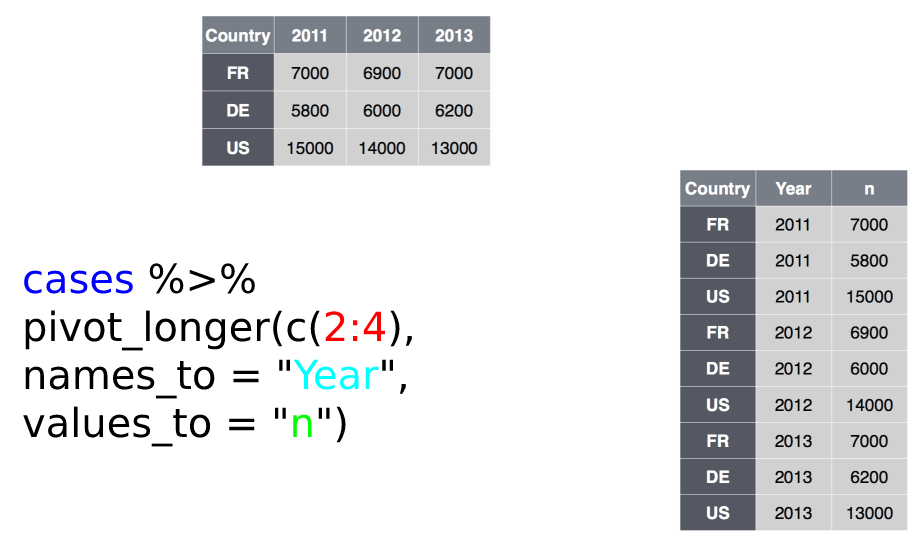 Country 2011 2012 2013
FR 7000 6900 7000
DE 5800 6000 6200
US 15000 14000 13000
cases %>%
pivot_longer(c(2:4),
names_to = "Year",
values_to = "n")
Country Year n
FR 2011 7000
DE 2011 5800
US 2011 15000
FR 2012 6900
DE 2012 6000
US 2012 14000
FR 2013 7000
DE 2013 6200
US 2013 13000